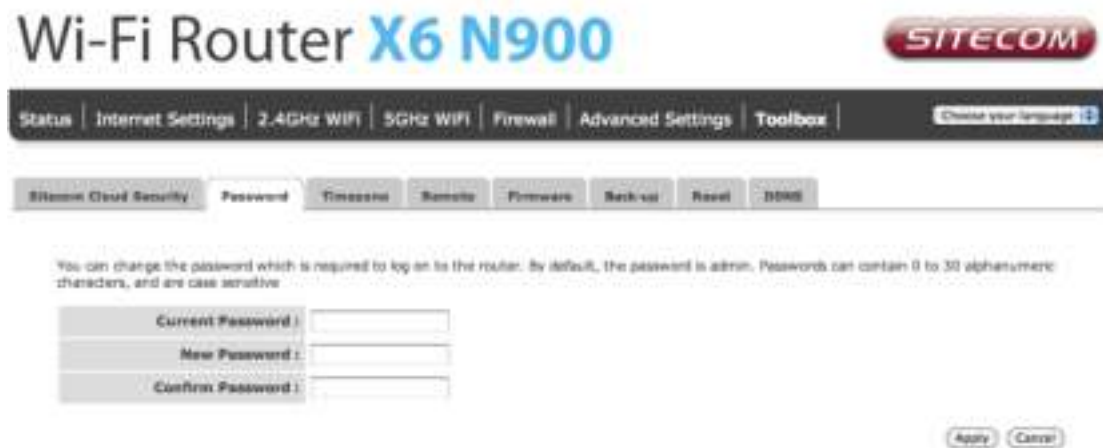 Wi-Fi Router X6 N900
SITECOM
Status | Internet Settings | 2.4GHz WiFi | 5GHz WiFi | Firewall | Advanced Settings | Toolbox |
Choose your language
Sitecom Cloud Security Password Timezone Remote Firmware Back-up Reset DDNS
You can change the password which is required to log on to the router. By default, the password is admin. Passwords can contain 0 to 30 alphanumeric
characters, and are case sensitive
Current Password :
New Password :
Confirm Password :
Apply Cancel